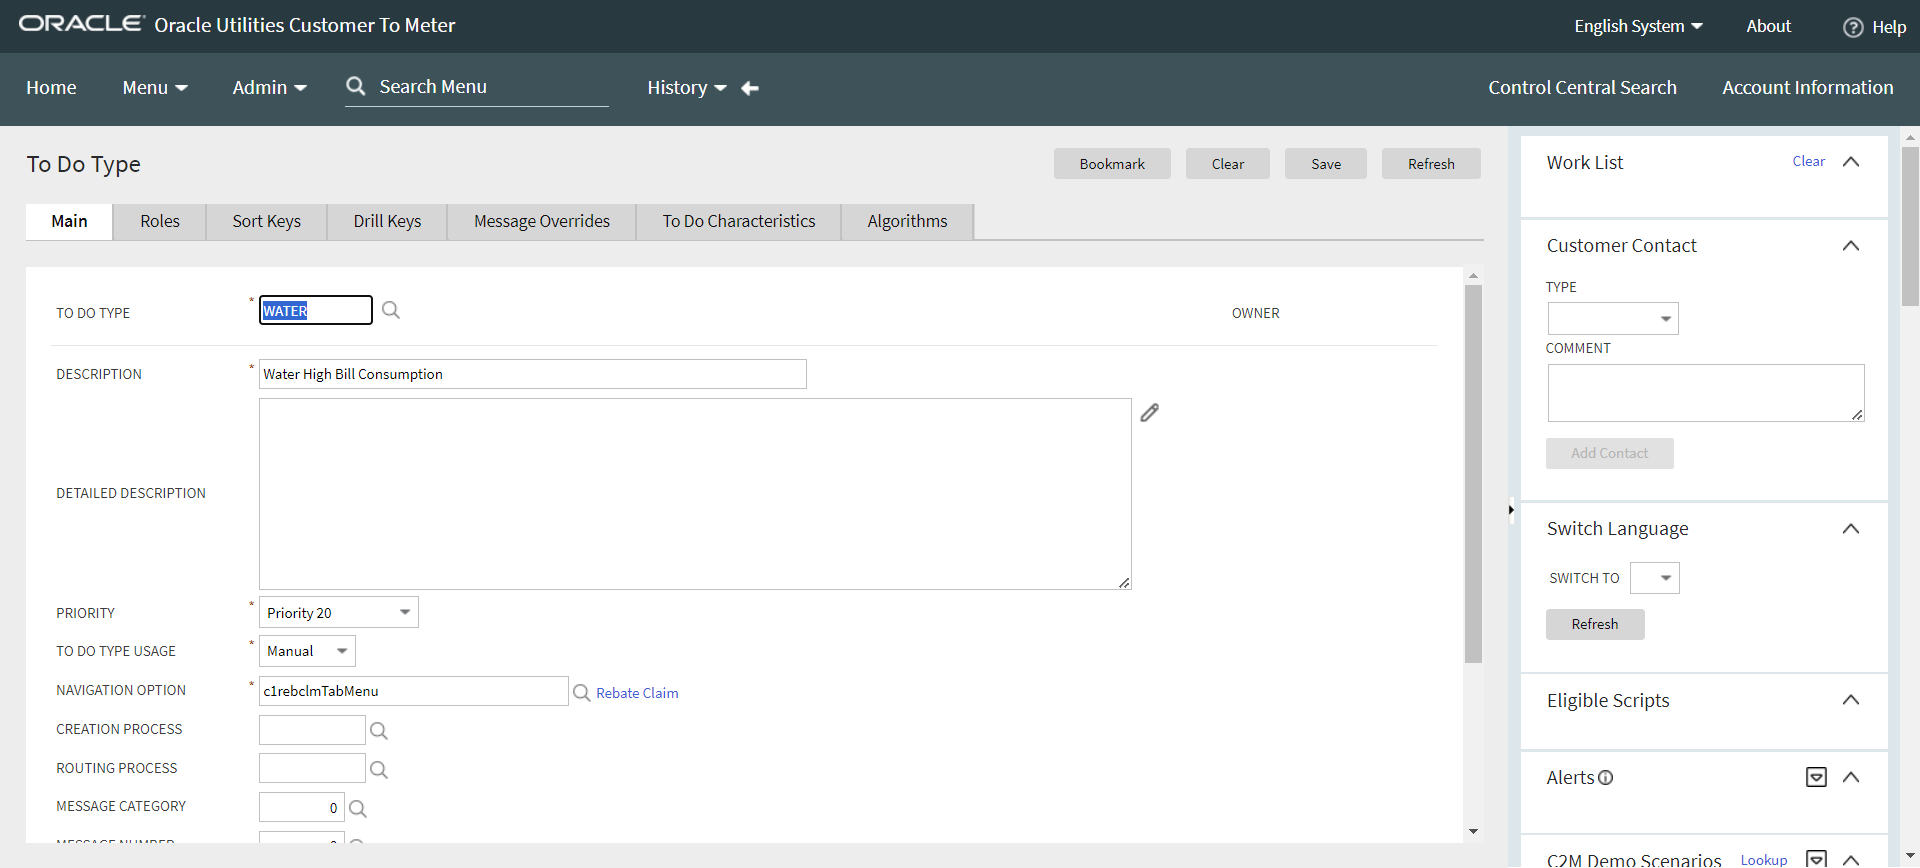 ORACLE Oracle Utilities Customer To Meter
English System About Help
Home Menu Admin Search Menu History
Control Central Search Account Information
To Do Type
Bookmark Clear Save Refresh
Main Roles Sort Keys Drill Keys Message Overrides To Do Characteristics Algorithms
TO DO TYPE * WATER OWNER
DESCRIPTION * Water High Bill Consumption
DETAILED DESCRIPTION
PRIORITY * Priority 20
TO DO TYPE USAGE * Manual
NAVIGATION OPTION * c1rebclmTabMenu Rebate Claim
CREATION PROCESS
ROUTING PROCESS
MESSAGE CATEGORY 0
MESSAGE NUMBER 0
Work List Clear
Customer Contact
TYPE
COMMENT
Add Contact
Switch Language
SWITCH TO
Refresh
Eligible Scripts
Alerts
C2M Demo Scenarios Lookup